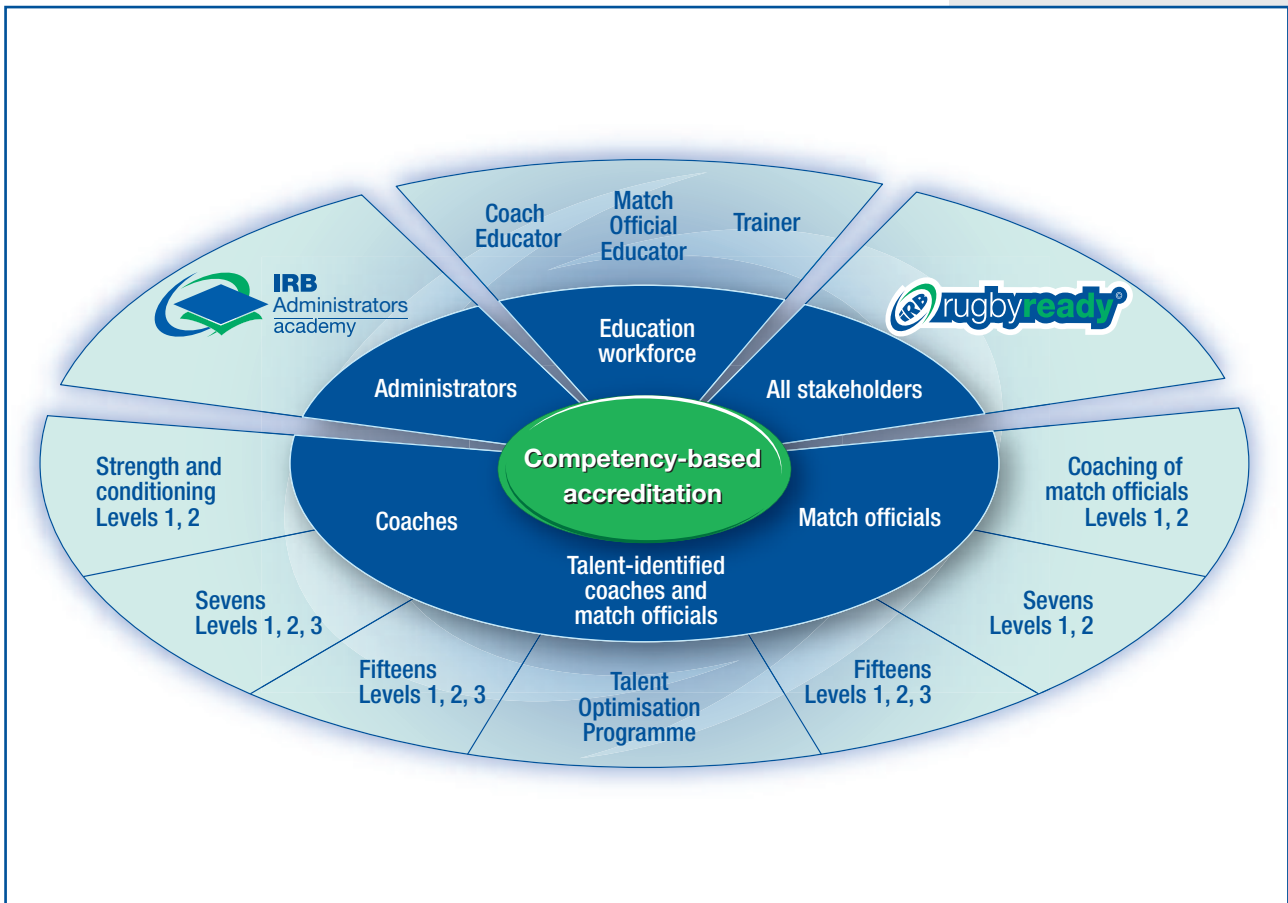 Coach
Educator
Match
Official
Educator
Trainer
IRB
Administrators
academy
IRB rugbyready©
Education
workforce
Administrators
All stakeholders
Competency-based
accreditation
Strength and
conditioning
Levels 1, 2
Coaches
Match officials
Coaching of
match officials
Levels 1, 2
Talent-identified
coaches and
match officials
Sevens
Levels 1, 2, 3
Sevens
Levels 1, 2
Fifteens
Levels 1, 2, 3
Talent
Optimisation
Programme
Fifteens
Levels 1, 2, 3